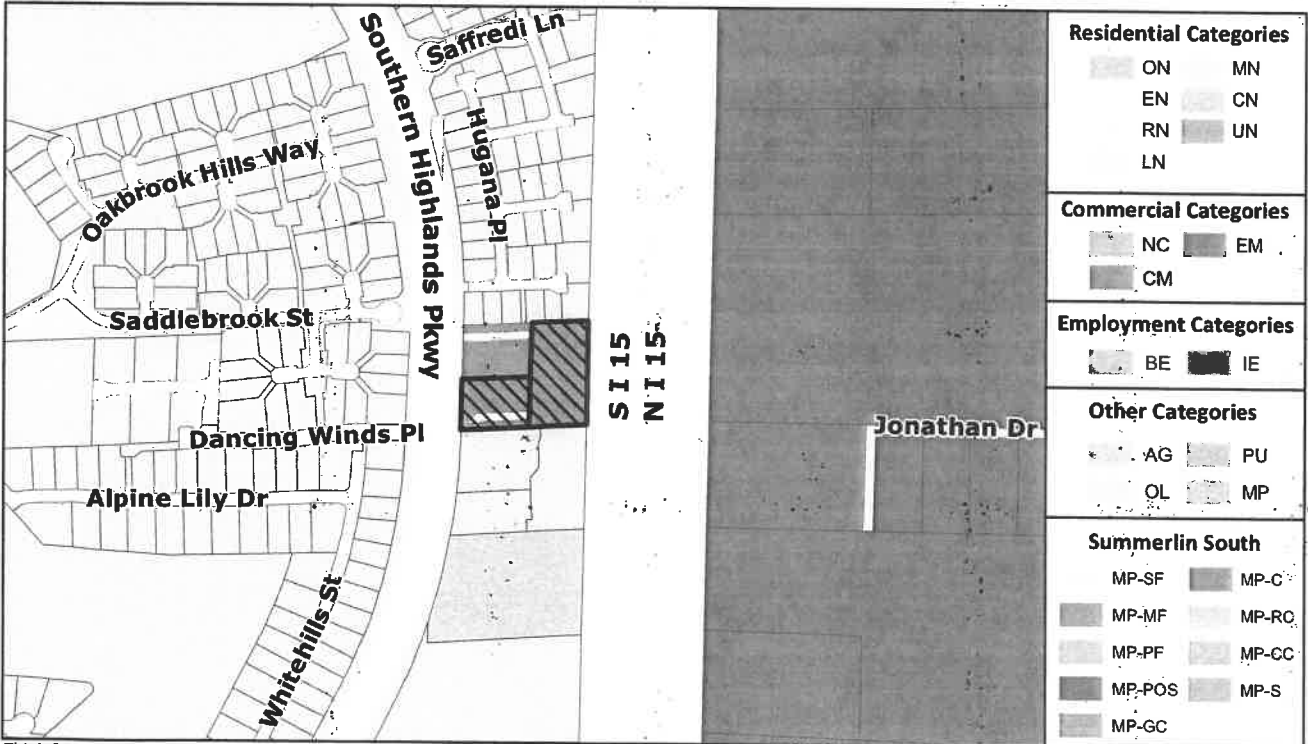 Southern Highlands Pkwy
Saffredi Ln
Hugana Pl
Oakbrook Hills Way
Saddlebrook St
Dancing Winds Pl
Alpine Lily Dr
Whitehills St
S I 15
N I 15
Jonathan Dr
Residential Categories
ON MN
EN CN
RN UN
LN
Commercial Categories
NC EM
CM
Employment Categories
BE IE
Other Categories
AG PU
OL MP
Summerlin South
MP-SF MP-C
MP-MF MP-RC
MP-PF MP-CC
MP-POS MP-S
MP-GC